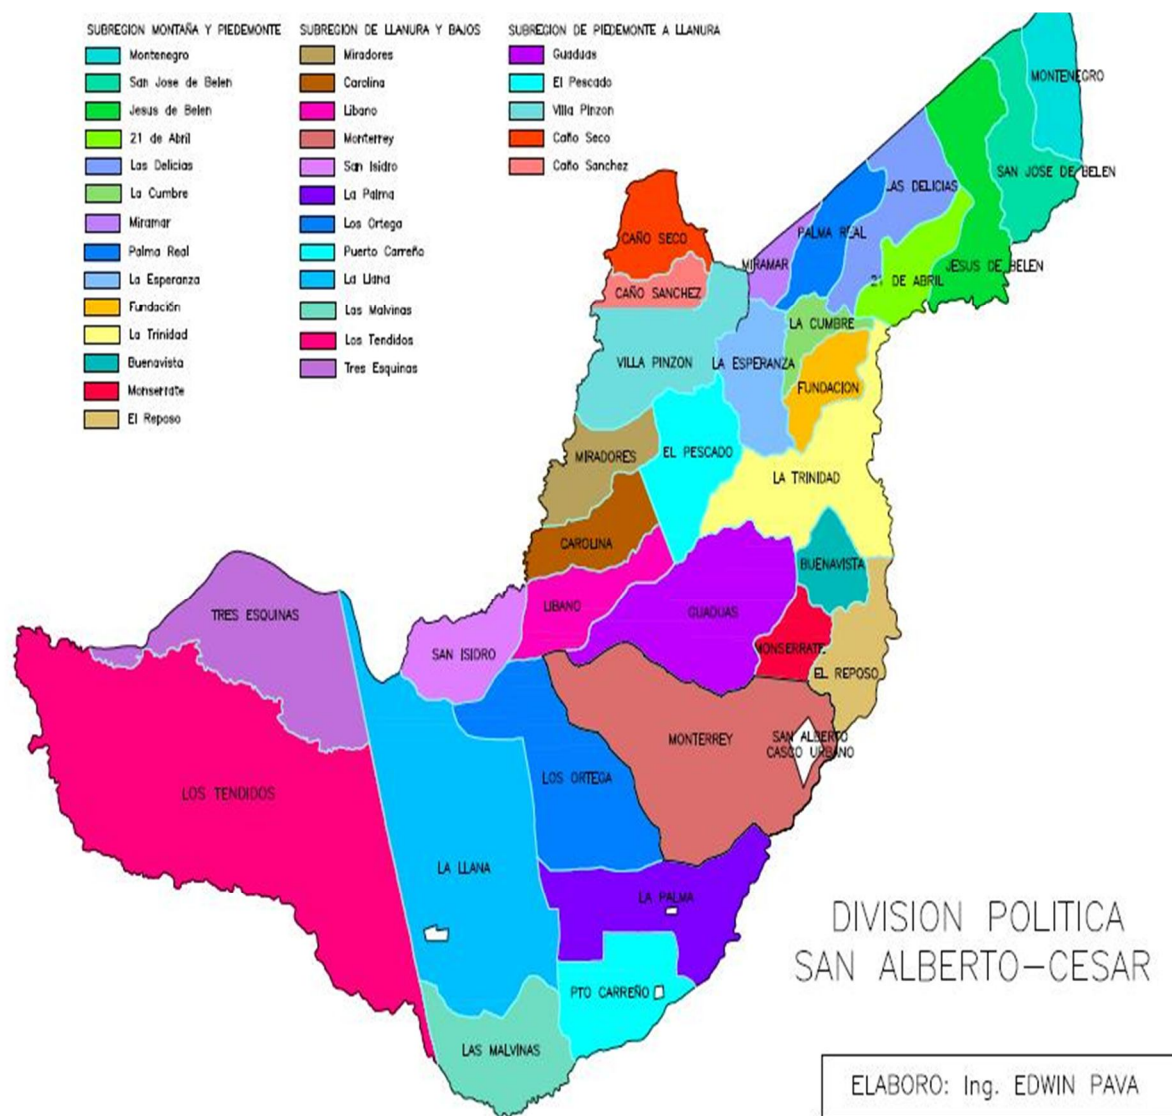 SUBREGION MONTAÑA Y PIEDEMONTE
Montenegro
San Jose de Belen
Jesus de Belen
21 de Abril
Las Delicias
La Cumbre
Miramar
Palma Real
La Esperanza
Fundación
La Trinidad
Buenavista
Monserrate
El Reposo
SUBREGION DE LLANURA Y BAJOS
Miradores
Carolina
Libano
Monterrey
San Isidro
La Palma
Los Ortega
Puerto Carreño
La Llana
Las Malvinas
Los Tendidos
Tres Esquinas
SUBREGION DE PIEDEMONTE A LLANURA
Guaduas
El Pescado
Villa Pinzon
Caño Seco
Caño Sanchez
MONTENEGRO
SAN JOSE DE BELEN
LAS DELICIAS
PALMA REAL
CAÑO SECO
MIRAMAR
JESUS DE BELEN
21 DE ABRIL
CAÑO SANCHEZ
LA CUMBRE
VILLA PINZON
LA ESPERANZA
FUNDACION
MIRADORES
EL PESCADO
LA TRINIDAD
CAROLINA
BUENAVISTA
LIBANO
GUADUAS
TRES ESQUINAS
SAN ISIDRO
MONSERRATE
EL REPOSO
MONTERREY
SAN ALBERTO
CASCO URBANO
LOS ORTEGA
LOS TENDIDOS
LA LLANA
LA PALMA
PTO CARREÑO
LAS MALVINAS
DIVISION POLITICA
SAN ALBERTO-CESAR
ELABORO: Ing. EDWIN PAVA